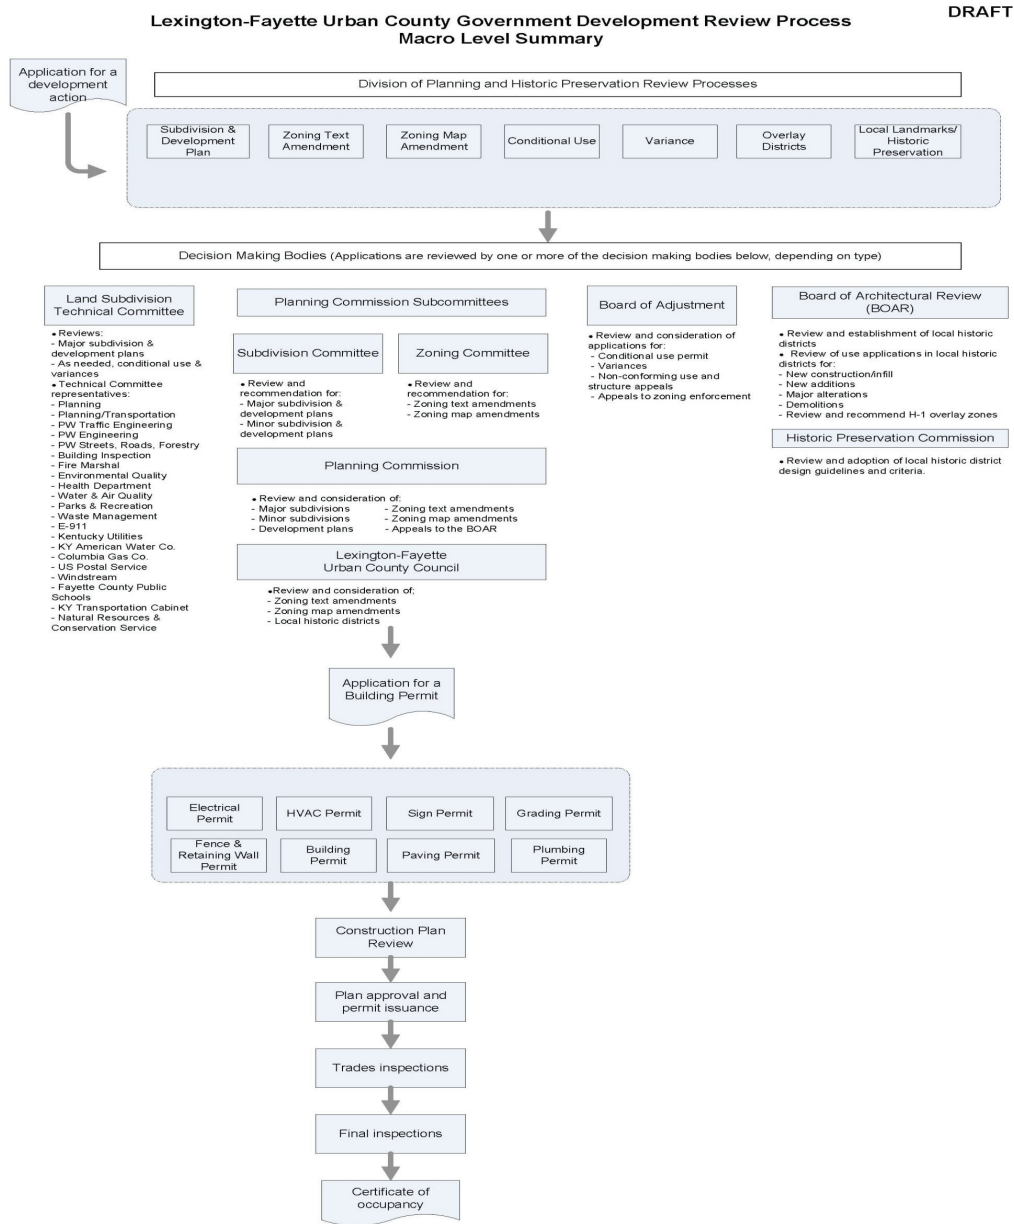 DRAFT
Lexington-Fayette Urban County Government Development Review Process
Macro Level Summary
Application for a
development
action
Division of Planning and Historic Preservation Review Processes
Subdivision &
Development
Plan
Zoning Text
Amendment
Zoning Map
Amendment
Conditional Use
Variance
Overlay
Districts
Local Landmarks/
Historic
Preservation
Decision Making Bodies (Applications are reviewed by one or more of the decision making bodies below, depending on type)
Land Subdivision
Technical Committee
• Reviews:
- Major subdivision &
development plans
- As needed, conditional use &
variances
• Technical Committee
representatives:
- Planning
- Planning/Transportation
- PW Traffic Engineering
- PW Engineering
- PW Streets, Roads, Forestry
- Building Inspection
- Fire Marshal
- Environmental Quality
- Health Department
- Water & Air Quality
- Parks & Recreation
- Waste Management
- E-911
- Kentucky Utilities
- KY American Water Co.
- Columbia Gas Co.
- US Postal Service
- Windstream
- Fayette County Public
Schools
- KY Transportation Cabinet
- Natural Resources &
Conservation Service
Planning Commission Subcommittees
Subdivision Committee
• Review and
recommendation for:
- Major subdivision &
development plans
- Minor subdivision &
development plans
Zoning Committee
• Review and
recommendation for:
- Zoning text amendments
- Zoning map amendments
Planning Commission
• Review and consideration of;
- Major subdivisions
- Minor subdivisions
- Development plans
- Zoning text amendments
- Zoning map amendments
- Appeals to the BOAR
Lexington-Fayette
Urban County Council
•Review and consideration of;
- Zoning text amendments
- Zoning map amendments
- Local historic districts
Board of Adjustment
• Review and consideration of
applications for:
- Conditional use permit
- Variances
- Non-conforming use and
structure appeals
- Appeals to zoning enforcement
Board of Architectural Review
(BOAR)
• Review and establishment of local historic
districts
• Review of use applications in local historic
districts for:
- New construction/infill
- New additions
- Major alterations
- Demolitions
- Review and recommend H-1 overlay zones
Historic Preservation Commission
• Review and adoption of local historic district
design guidelines and criteria.
Application for a
Building Permit
Electrical
Permit
HVAC Permit
Sign Permit
Grading Permit
Fence &
Retaining Wall
Permit
Building
Permit
Paving Permit
Plumbing
Permit
Construction Plan
Review
Plan approval and
permit issuance
Trades inspections
Final inspections
Certificate of
occupancy